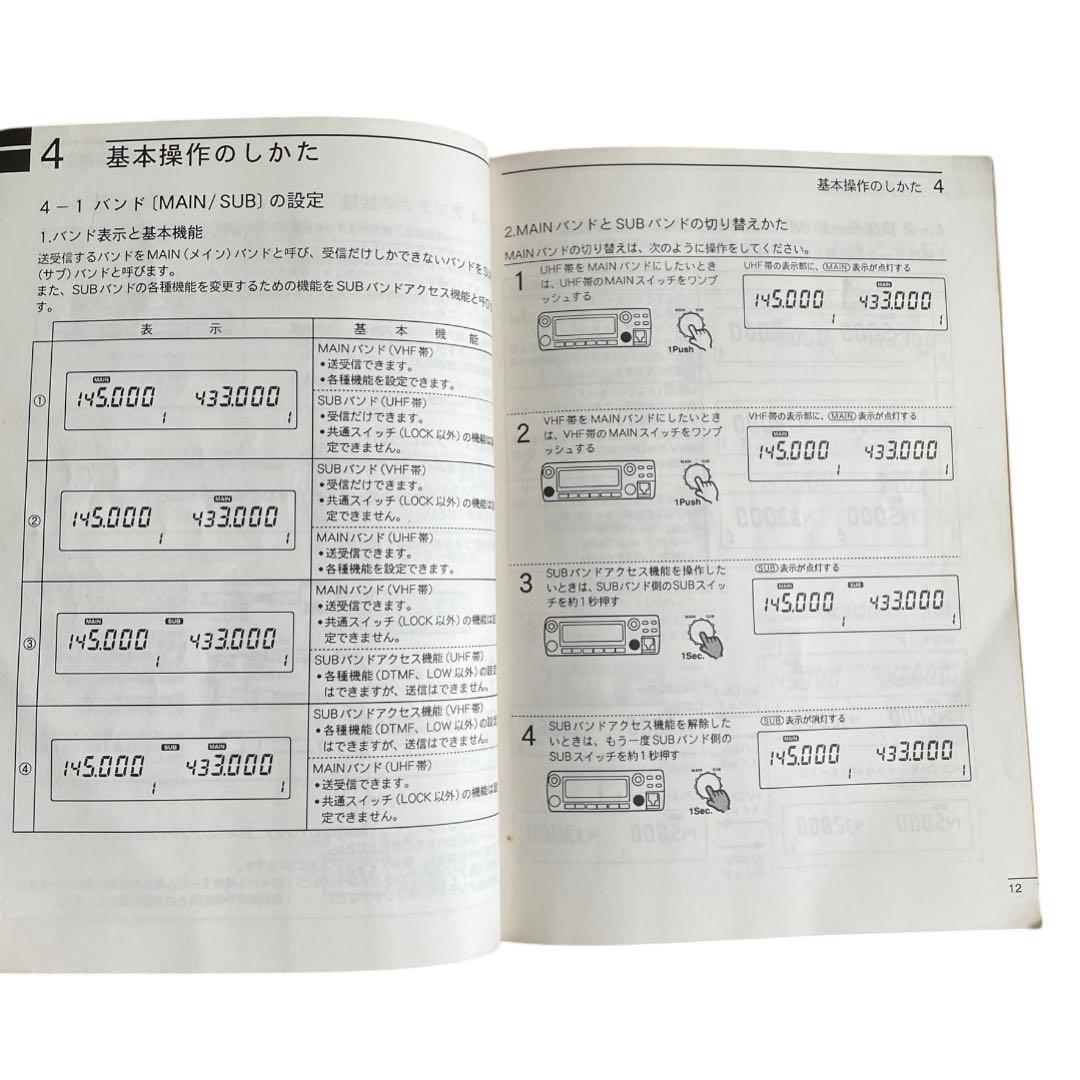 4 基本操作のしかた
4－1 バンド〔MAIN/SUB〕の設定
1.バンド表示と基本機能
送受信するバンドをMAIN(メイン)バンドと呼び、受信だけしかできないバンドをSU
(サブ)バンドと呼びます。
また、SUBバンドの各種機能を変更するための機能をSUBバンドアクセス機能と呼び
す。
表 示 基 本 機 能
①
MAIN
145.000 433.000
1 1
MAINバンド(VHF帯)
•送受信できます。
•各種機能を設定できます。
SUBバンド(UHF帯)
•受信だけできます。
•共通スイッチ(LOCK以外)の機能は設
定できません。
②
MAIN
145.000 433.000
1 1
SUBバンド(VHF帯)
•受信だけできます。
•共通スイッチ(LOCK以外)の機能は設
定できません。
MAINバンド(UHF帯)
•送受信できます。
•各種機能を設定できます。
③
MAIN SUB
145.000 433.000
1 1
MAINバンド(VHF帯)
•送受信できます。
•共通スイッチ(LOCK以外)の機能は設
定できません。
SUBバンドアクセス機能(UHF帯)
•各種機能(DTMF、LOW以外)の設定
はできますが、送信はできません。
④
SUB MAIN
145.000 433.000
1 1
SUBバンドアクセス機能(VHF帯)
•各種機能(DTMF、LOW以外)の設定
はできますが、送信はできません。
MAINバンド(UHF帯)
•送受信できます。
•共通スイッチ(LOCK以外)の機能は設
定できません。
基本操作のしかた 4
2.MAINバンドとSUBバンドの切り替えかた
MAINバンドの切り替えは、次のように操作をしてください。
1 UHF帯をMAINバンドにしたいとき
は、UHF帯のMAINスイッチをワンプ
ッシュする
MAIN SUB
1Push
UHF帯の表示部に、MAIN表示が点灯する
MAIN
145.000 433.000
1 1
2 VHF帯をMAINバンドにしたいとき
は、VHF帯のMAINスイッチをワンプ
ッシュする
MAIN SUB
1Push
VHF帯の表示部に、MAIN表示が点灯する
MAIN
145.000 433.000
1 1
3 SUBバンドアクセス機能を操作した
いときは、SUBバンド側のSUBスイッ
チを約1秒押す
MAIN SUB
1Sec.
SUB表示が点灯する
MAIN SUB
145.000 433.000
1 1
4 SUBバンドアクセス機能を解除した
いときは、もう一度SUBバンド側の
SUBスイッチを約1秒押す
MAIN SUB
1Sec.
SUB表示が消灯する
MAIN
145.000 433.000
1 1
12